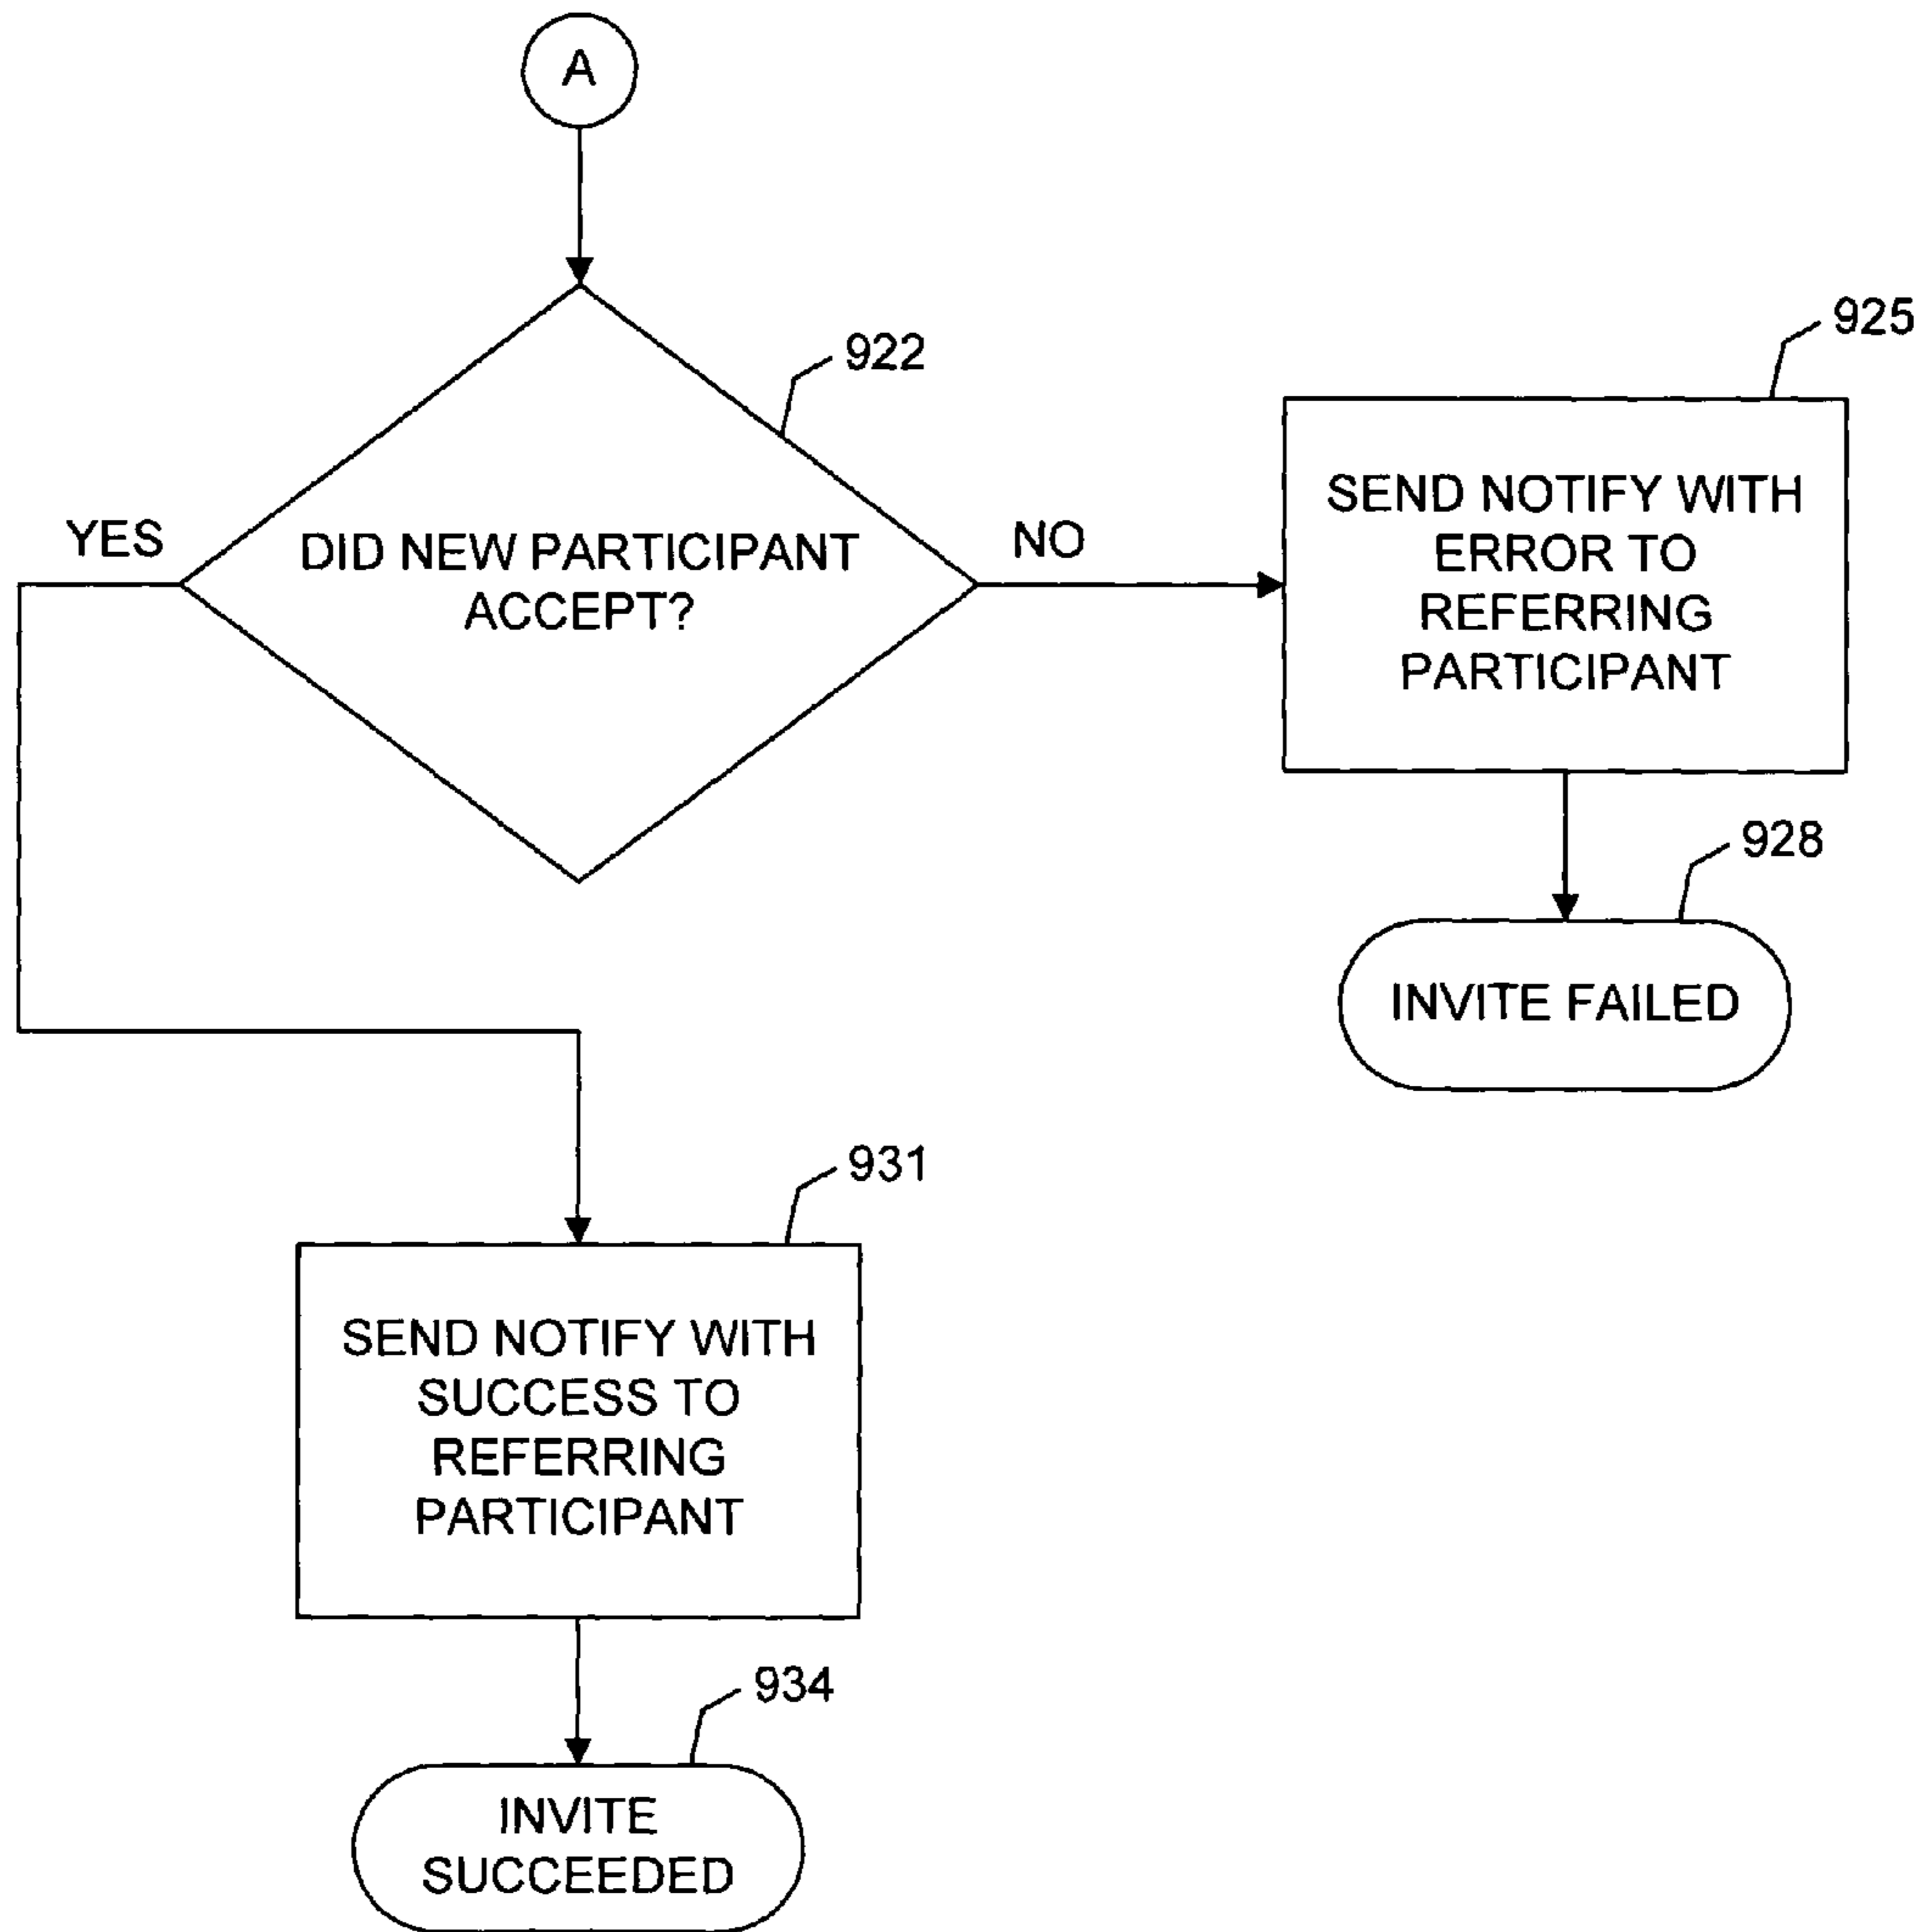 A
922
DID NEW PARTICIPANT
ACCEPT?
YES
NO
925
SEND NOTIFY WITH
ERROR TO
REFERRING
PARTICIPANT
928
INVITE FAILED
931
SEND NOTIFY WITH
SUCCESS TO
REFERRING
PARTICIPANT
934
INVITE
SUCCEEDED